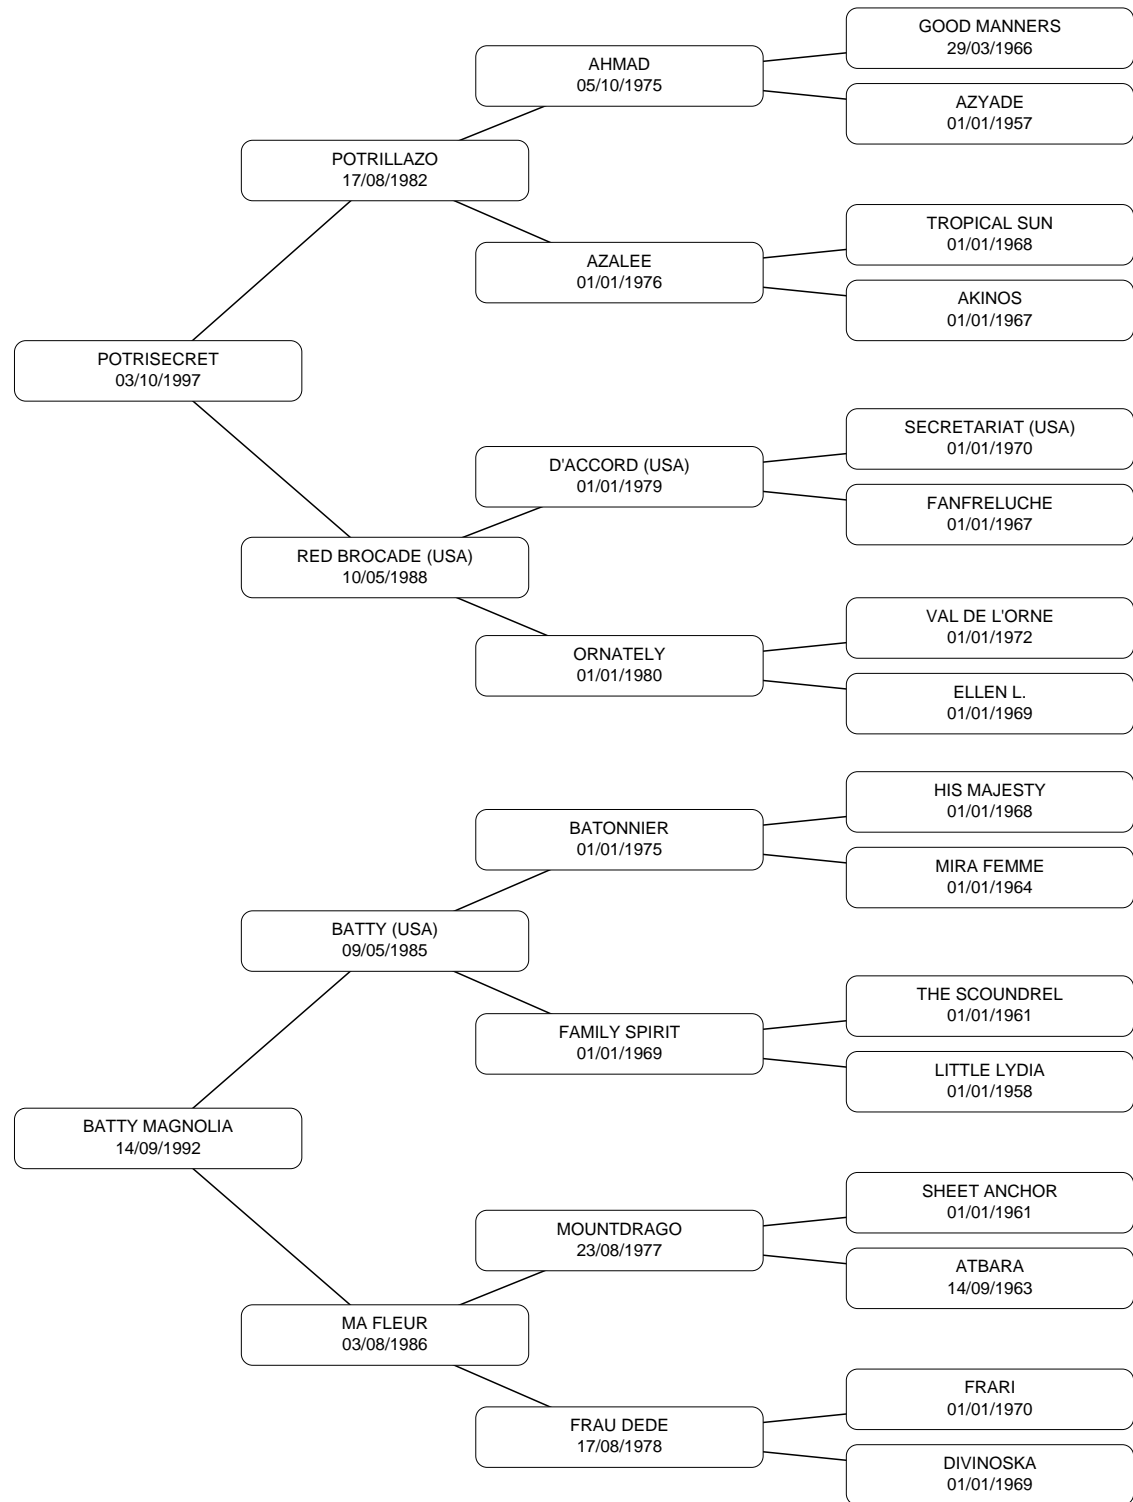 GOOD MANNERS
29/03/1966
AHMAD
05/10/1975
AZYADE
01/01/1957
POTRILLAZO
17/08/1982
TROPICAL SUN
01/01/1968
AZALEE
01/01/1976
AKINOS
01/01/1967
POTRISECRET
03/10/1997
SECRETARIAT (USA)
01/01/1970
D'ACCORD (USA)
01/01/1979
FANFRELUCHE
01/01/1967
RED BROCADE (USA)
10/05/1988
VAL DE L'ORNE
01/01/1972
ORNATELY
01/01/1980
ELLEN L.
01/01/1969
HIS MAJESTY
01/01/1968
BATONNIER
01/01/1975
MIRA FEMME
01/01/1964
BATTY (USA)
09/05/1985
THE SCOUNDREL
01/01/1961
FAMILY SPIRIT
01/01/1969
LITTLE LYDIA
01/01/1958
BATTY MAGNOLIA
14/09/1992
SHEET ANCHOR
01/01/1961
MOUNTDRAGO
23/08/1977
ATBARA
14/09/1963
MA FLEUR
03/08/1986
FRARI
01/01/1970
FRAU DEDE
17/08/1978
DIVINOSKA
01/01/1969